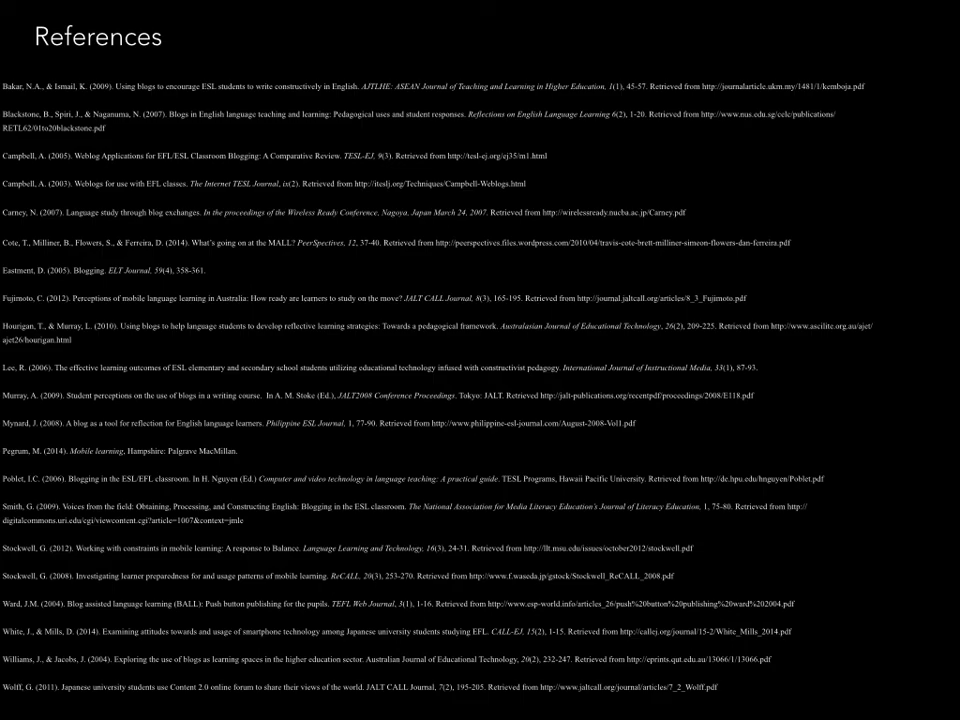 References
Bakar, N.A., & Ismail, K. (2009). Using blogs to encourage ESL students to write constructively in English. AJTLHE: ASEAN Journal of Teaching and Learning in Higher Education, 1(1), 45-57. Retrieved from http://journalarticle.ukm.my/1481/1/kemboja.pdf
Blackstone, B., Spiri, J., & Naganuma, N. (2007). Blogs in English language teaching and learning: Pedagogical uses and student responses. Reflections on English Language Learning 6(2), 1-20. Retrieved from http://www.nus.edu.sg/celc/publications/
RETL62/01to20blackstone.pdf
Campbell, A. (2005). Weblog Applications for EFL/ESL Classroom Blogging: A Comparative Review. TESL-EJ, 9(3). Retrieved from http://tesl-ej.org/ej35/m1.html
Campbell, A. (2003). Weblogs for use with EFL classes. The Internet TESL Journal, ix(2). Retrieved from http://iteslj.org/Techniques/Campbell-Weblogs.html
Carney, N. (2007). Language study through blog exchanges. In the proceedings of the Wireless Ready Conference, Nagoya, Japan March 24, 2007. Retrieved from http://wirelessready.nucba.ac.jp/Carney.pdf
Cote, T., Milliner, B., Flowers, S., & Ferreira, D. (2014). What's going on at the MALL? PeerSpectives, 12, 37-40. Retrieved from http://peerspectives.files.wordpress.com/2010/04/travis-cote-brett-milliner-simeon-flowers-dan-ferreira.pdf
Eastment, D. (2005). Blogging. ELT Journal, 59(4), 358-361.
Fujimoto, C. (2012). Perceptions of mobile language learning in Australia: How ready are learners to study on the move? JALT CALL Journal, 8(3), 165-195. Retrieved from http://journal.jaltcall.org/articles/8_3_Fujimoto.pdf
Hourigan, T., & Murray, L. (2010). Using blogs to help language students to develop reflective learning strategies: Towards a pedagogical framework. Australasian Journal of Educational Technology, 26(2), 209-225. Retrieved from http://www.ascilite.org.au/ajet/
ajet26/hourigan.html
Lee, R. (2006). The effective learning outcomes of ESL elementary and secondary school students utilizing educational technology infused with constructivist pedagogy. International Journal of Instructional Media, 33(1), 87-93.
Murray, A. (2009). Student perceptions on the use of blogs in a writing course. In A. M. Stoke (Ed.), JALT2008 Conference Proceedings. Tokyo: JALT. Retrieved http://jalt-publications.org/recentpdf/proceedings/2008/E118.pdf
Mynard, J. (2008). A blog as a tool for reflection for English language learners. Philippine ESL Journal, 1, 77-90. Retrieved from http://www.philippine-esl-journal.com/August-2008-Vol1.pdf
Pegrum, M. (2014). Mobile learning, Hampshire: Palgrave MacMillan.
Poblet, I.C. (2006). Blogging in the ESL/EFL classroom. In H. Nguyen (Ed.) Computer and video technology in language teaching: A practical guide. TESL Programs, Hawaii Pacific University. Retrieved from http://dc.hpu.edu/hnguyen/Poblet.pdf
Smith, G. (2009). Voices from the field: Obtaining, Processing, and Constructing English: Blogging in the ESL classroom. The National Association for Media Literacy Education's Journal of Literacy Education, 1, 75-80. Retrieved from http://
digitalcommons.uri.edu/cgi/viewcontent.cgi?article=1007&context=jmle
Stockwell, G. (2012). Working with constraints in mobile learning: A response to Balance. Language Learning and Technology, 16(3), 24-31. Retrieved from http://llt.msu.edu/issues/october2012/stockwell.pdf
Stockwell, G. (2008). Investigating learner preparedness for and usage patterns of mobile learning. ReCALL, 20(3), 253-270. Retrieved from http://www.f.waseda.jp/gstock/Stockwell_ReCALL_2008.pdf
Ward, J.M. (2004). Blog assisted language learning (BALL): Push button publishing for the pupils. TEFL Web Journal, 3(1), 1-16. Retrieved from http://www.esp-world.info/articles_26/push%20button%20publishing%20ward%202004.pdf
White, J., & Mills, D. (2014). Examining attitudes towards and usage of smartphone technology among Japanese university students studying EFL. CALL-EJ, 15(2), 1-15. Retrieved from http://callej.org/journal/15-2/White_Mills_2014.pdf
Williams, J., & Jacobs, J. (2004). Exploring the use of blogs as learning spaces in the higher education sector. Australian Journal of Educational Technology, 20(2), 232-247. Retrieved from http://eprints.qut.edu.au/13066/1/13066.pdf
Wolff, G. (2011). Japanese university students use Content 2.0 online forum to share their views of the world. JALT CALL Journal, 7(2), 195-205. Retrieved from http://www.jaltcall.org/journal/articles/7_2_Wolff.pdf